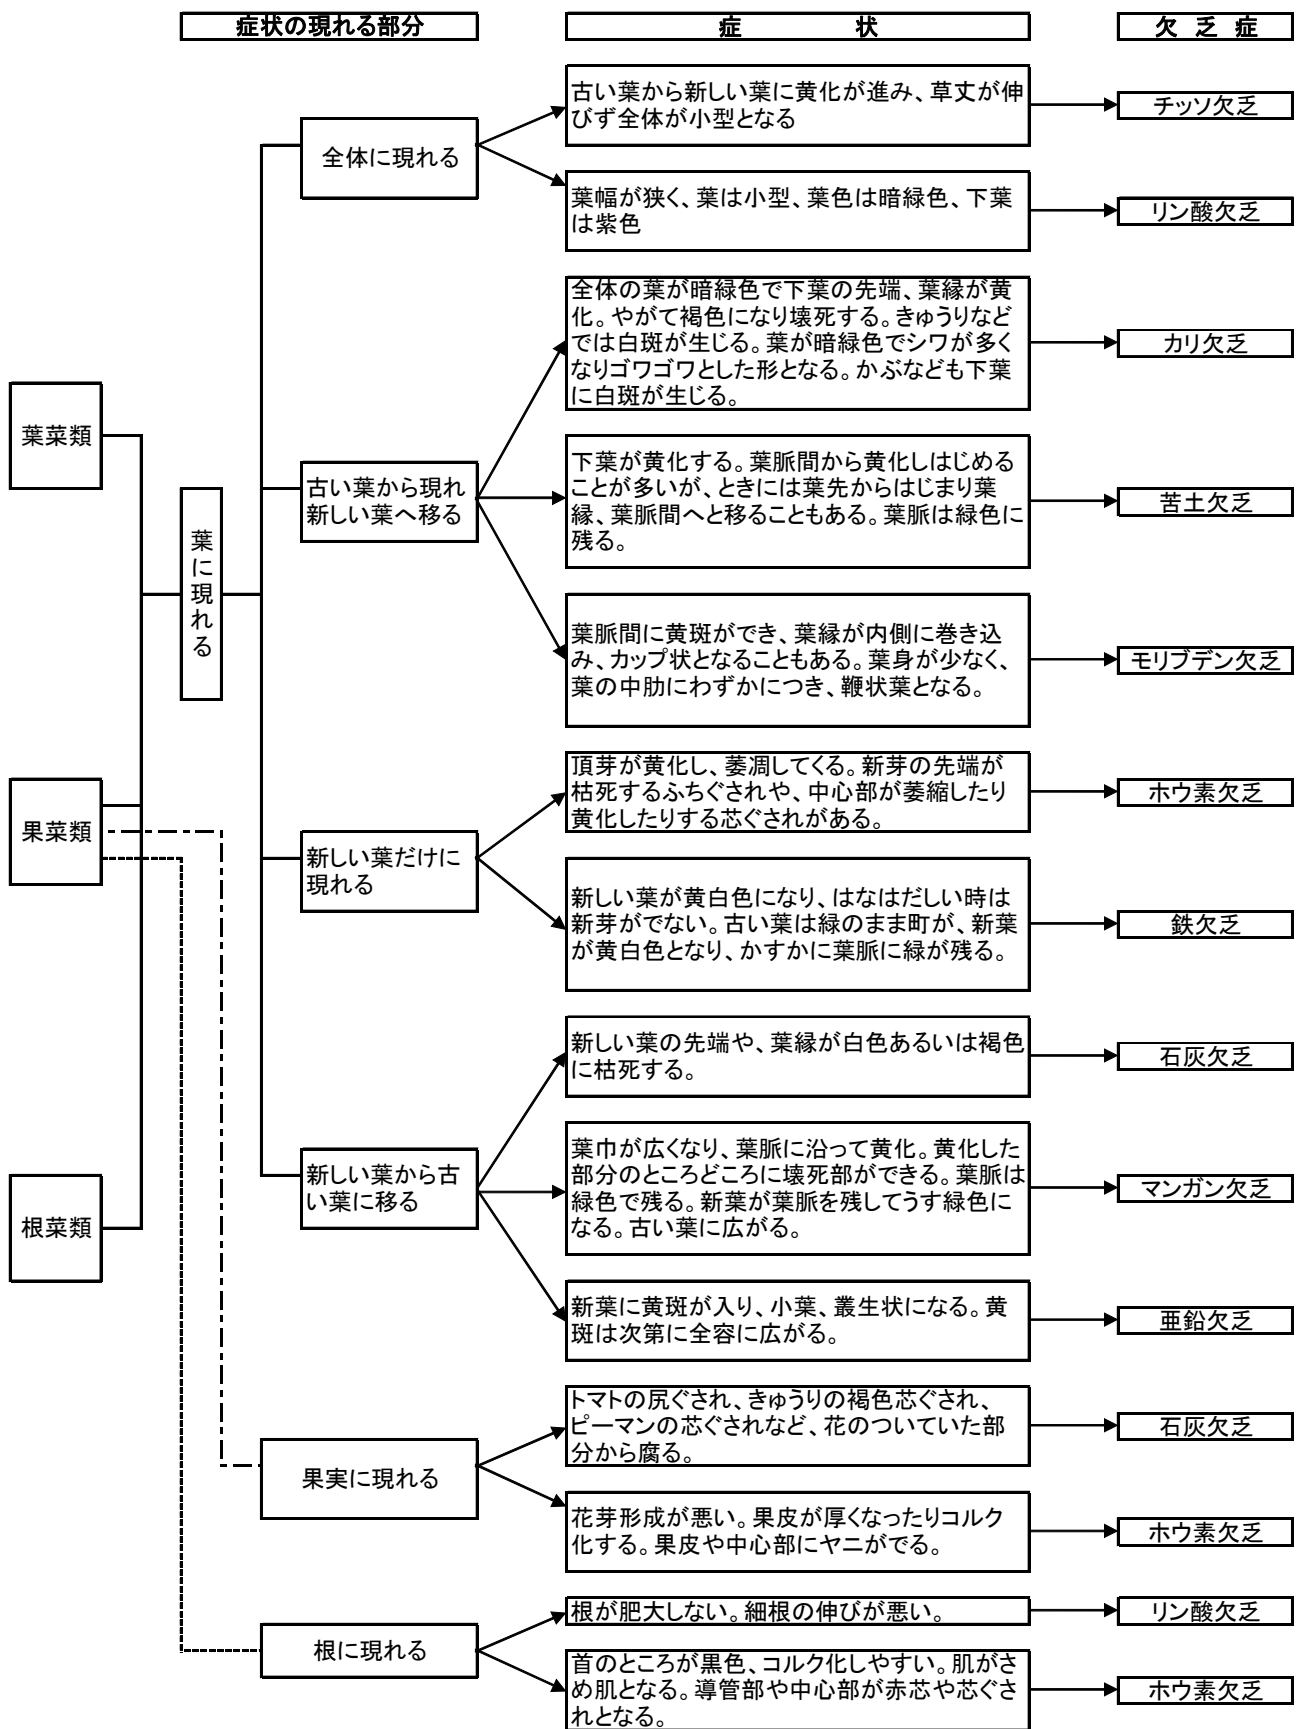 症状の現れる部分
症　　　状
欠 乏 症
古い葉から新しい葉に黄化が進み、草丈が伸
びず全体が小型となる
チッソ欠乏
全体に現れる
葉幅が狭く、葉は小型、葉色は暗緑色、下葉
は紫色
リン酸欠乏
全体の葉が暗緑色で下葉の先端、葉縁が黄
化。やがて褐色になり壊死する。きゅうりなど
では白斑が生じる。葉が暗緑色でシワが多く
なりゴワゴワとした形となる。かぶなども下葉
に白斑が生じる。
カリ欠乏
葉菜類
古い葉から現れ
新しい葉へ移る
下葉が黄化する。葉脈間から黄化しはじめる
ことが多いが、ときには葉先からはじまり葉
縁、葉脈間へと移ることもある。葉脈は緑色に
残る。
苦土欠乏
葉に現れる
葉脈間に黄斑ができ、葉縁が内側に巻き込
み、カップ状となることもある。葉身が少なく、
葉の中肋にわずかにつき、鞭状葉となる。
モリブデン欠乏
果菜類
新しい葉だけに
現れる
頂芽が黄化し、萎凋してくる。新芽の先端が
枯死するふちぐされや、中心部が萎縮したり
黄化したりする芯ぐされがある。
ホウ素欠乏
新しい葉が黄白色になり、はなはだしい時は
新芽がでない。古い葉は緑のまま町が、新葉
が黄白色となり、かすかに葉脈に緑が残る。
鉄欠乏
新しい葉の先端や、葉縁が白色あるいは褐色
に枯死する。
石灰欠乏
根菜類
新しい葉から古
い葉に移る
葉巾が広くなり、葉脈に沿って黄化。黄化した
部分のところどころに壊死部ができる。葉脈は
緑色で残る。新葉が葉脈を残してうす緑色に
なる。古い葉に広がる。
マンガン欠乏
新葉に黄斑が入り、小葉、叢生状になる。黄
斑は次第に全容に広がる。
亜鉛欠乏
果実に現れる
トマトの尻ぐされ、きゅうりの褐色芯ぐされ、
ピーマンの芯ぐされなど、花のついていた部
分から腐る。
石灰欠乏
花芽形成が悪い。果皮が厚くなったりコルク
化する。果皮や中心部にヤニがでる。
ホウ素欠乏
根に現れる
根が肥大しない。細根の伸びが悪い。
リン酸欠乏
首のところが黒色、コルク化しやすい。肌がさ
め肌となる。導管部や中心部が赤芯や芯ぐさ
れとなる。
ホウ素欠乏